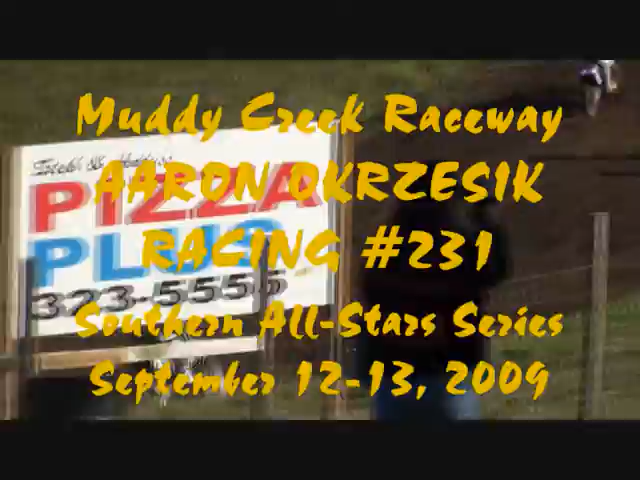 Muddy Creek Raceway
AARON OKRZESIK
RACING #231
Southern All-Stars Series
September 12-13, 2009
PIZZA
PLUS
323-5555